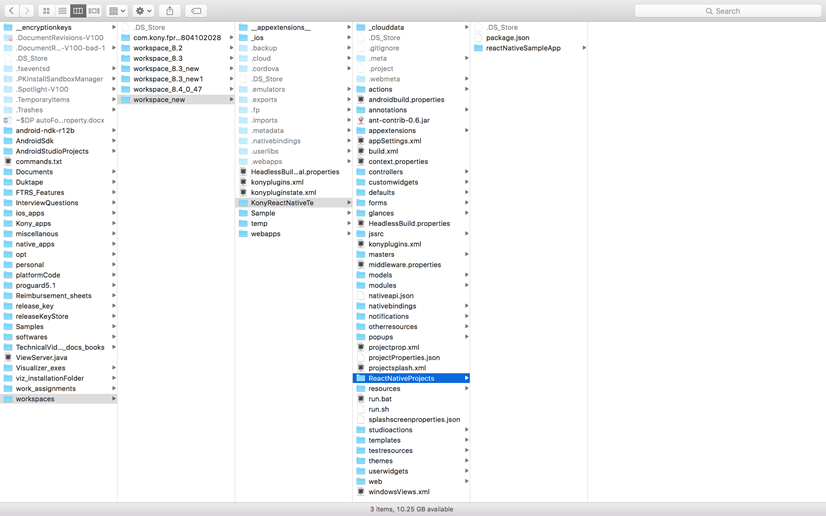 Search
__encryptionkeys
.DocumentRevisions-V100
.DocumentR...-V100-bad-1
.DS_Store
.fseventsd
.PKInstallSandboxManager
.Spotlight-V100
.TemporaryItems
.Trashes
~$DP autoFo...roperty.docx
android-ndk-r12b
AndroidSdk
AndroidStudioProjects
commands.txt
Documents
Duktape
FTRS_Features
InterviewQuestions
ios_apps
Kony_apps
miscellanous
native_apps
opt
personal
platformCode
proguard5.1
Reimbursement_sheets
release_key
releaseKeyStore
Samples
softwares
TechnicalVid..._docs_books
ViewServer.java
Visualizer_exes
viz_installationFolder
work_assignments
workspaces
.DS_Store
com.kony.fpr...804102028
workspace_8.2
workspace_8.3
workspace_8.3_new
workspace_8.3_new1
workspace_8.4_0_47
workspace_new
__appextensions__
_ios
.backup
.cloud
.cordova
.DS_Store
.emulators
.exports
.fp
.imports
.metadata
.nativebindings
.userlibs
.webapps
HeadlessBuil...al.properties
konyplugins.xml
konypluginstate.xml
KonyReactNativeTe
Sample
temp
webapps
_clouddata
.DS_Store
.gitignore
.meta
.project
.webmeta
actions
androidbuild.properties
annotations
ant-contrib-0.6.jar
appextensions
appSettings.xml
build.xml
context.properties
controllers
customwidgets
defaults
forms
glances
HeadlessBuild.properties
jssrc
konyplugins.xml
masters
middleware.properties
models
modules
nativeapi.json
nativebindings
notifications
otherresources
popups
projectprop.xml
projectProperties.json
projectsplash.xml
ReactNativeProjects
resources
run.bat
run.sh
splashscreenproperties.json
studioactions
templates
testresources
themes
userwidgets
web
windowsViews.xml
.DS_Store
package.json
reactNativeSampleApp
3 items, 10.25 GB available